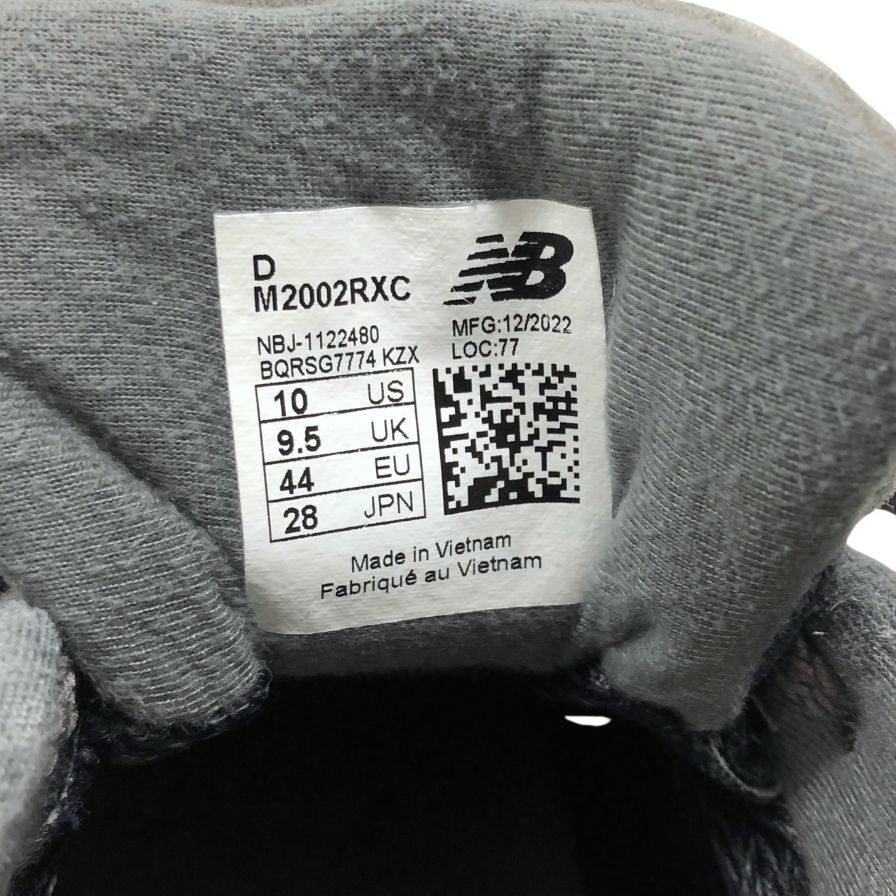 D
M2002RXC
NB
NBJ-1122480
BQRSG7774 KZX
MFG:12/2022
LOC:77
10 US
9.5 UK
44 EU
28 JPN
Made in Vietnam
Fabriqué au Vietnam